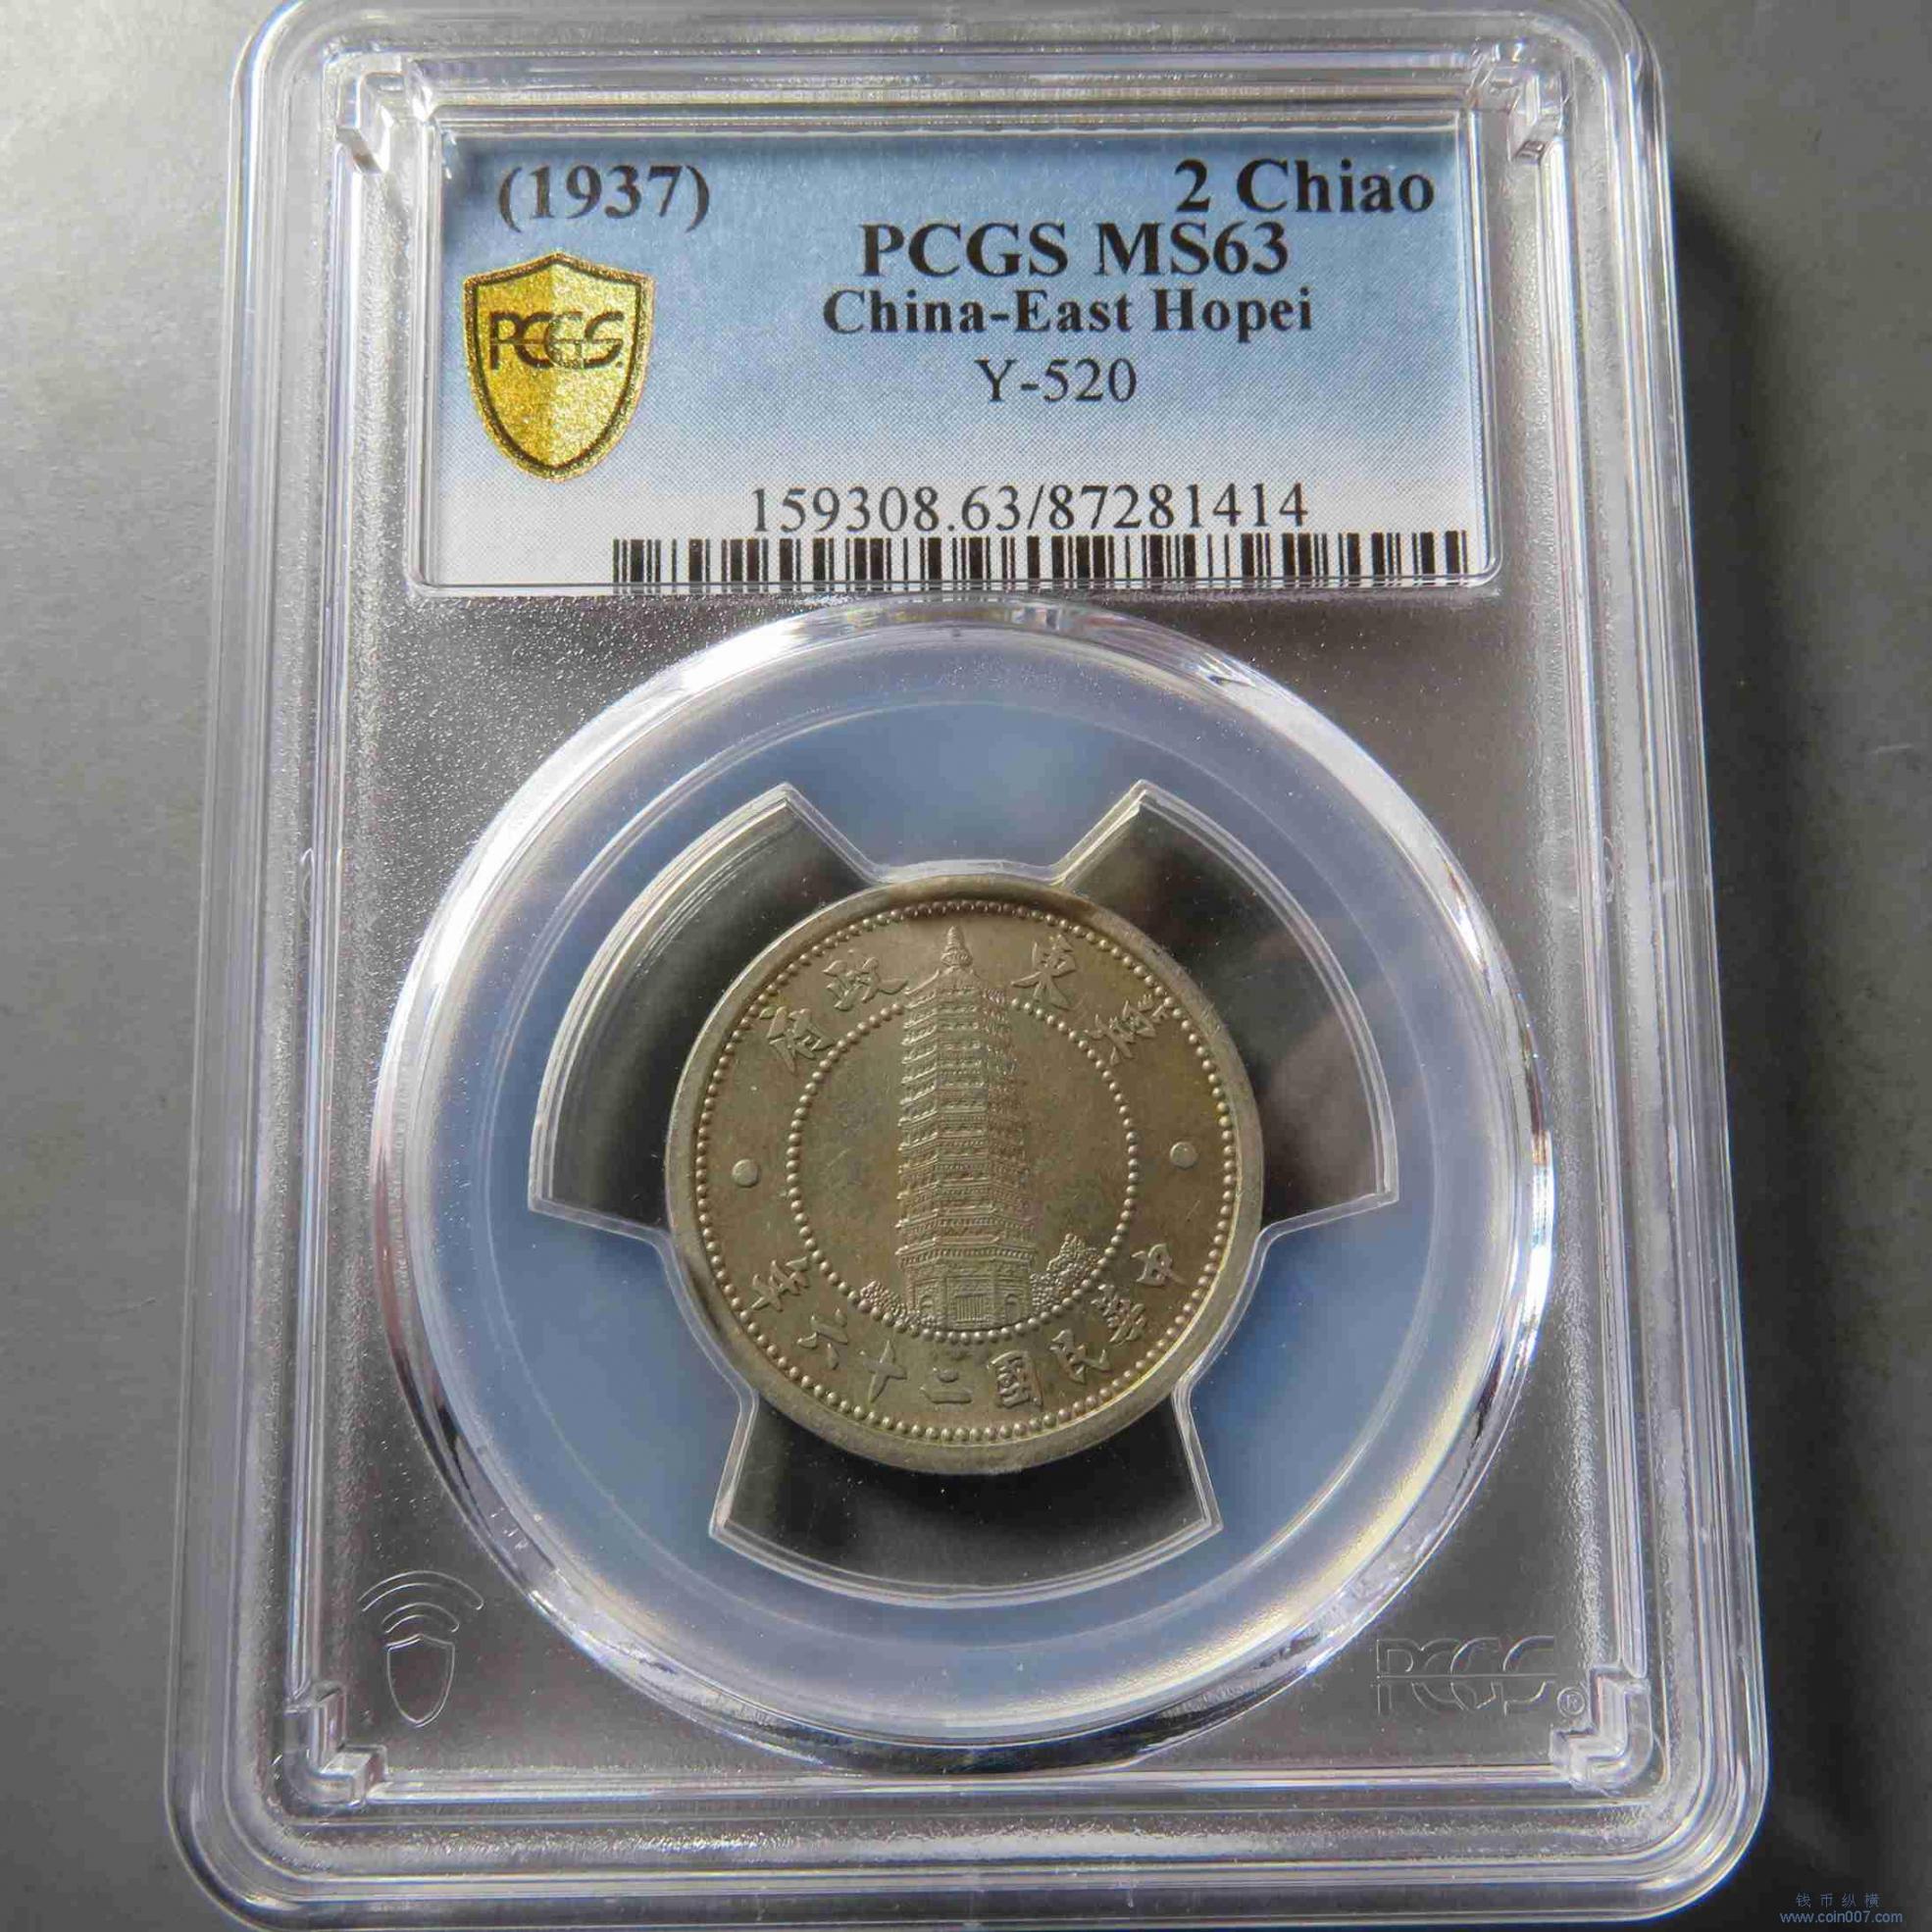 (1937)
2 Chiao
PCGS MS63
China-East Hopei
Y-520
PCGS
159308.63/87281414
冀東政府
中華民國二十六年
PCGS®
钱币纵横
www.coin007.com